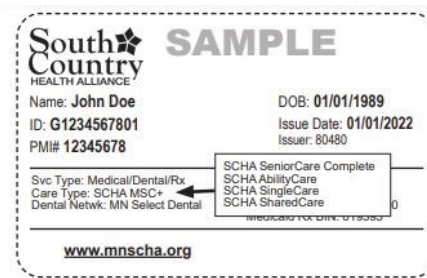 South Country
HEALTH ALLIANCE
SAMPLE
Name: John Doe
ID: G1234567801
PMI# 12345678
DOB: 01/01/1989
Issue Date: 01/01/2022
Issuer: 80480
Svc Type: Medical/Dental/Rx
Care Type: SCHA MSC+
Dental Netwk: MN Select Dental
SCHA SeniorCare Complete
SCHA AbilityCare
SCHA SingleCare
SCHA SharedCare
0
www.mnscha.org